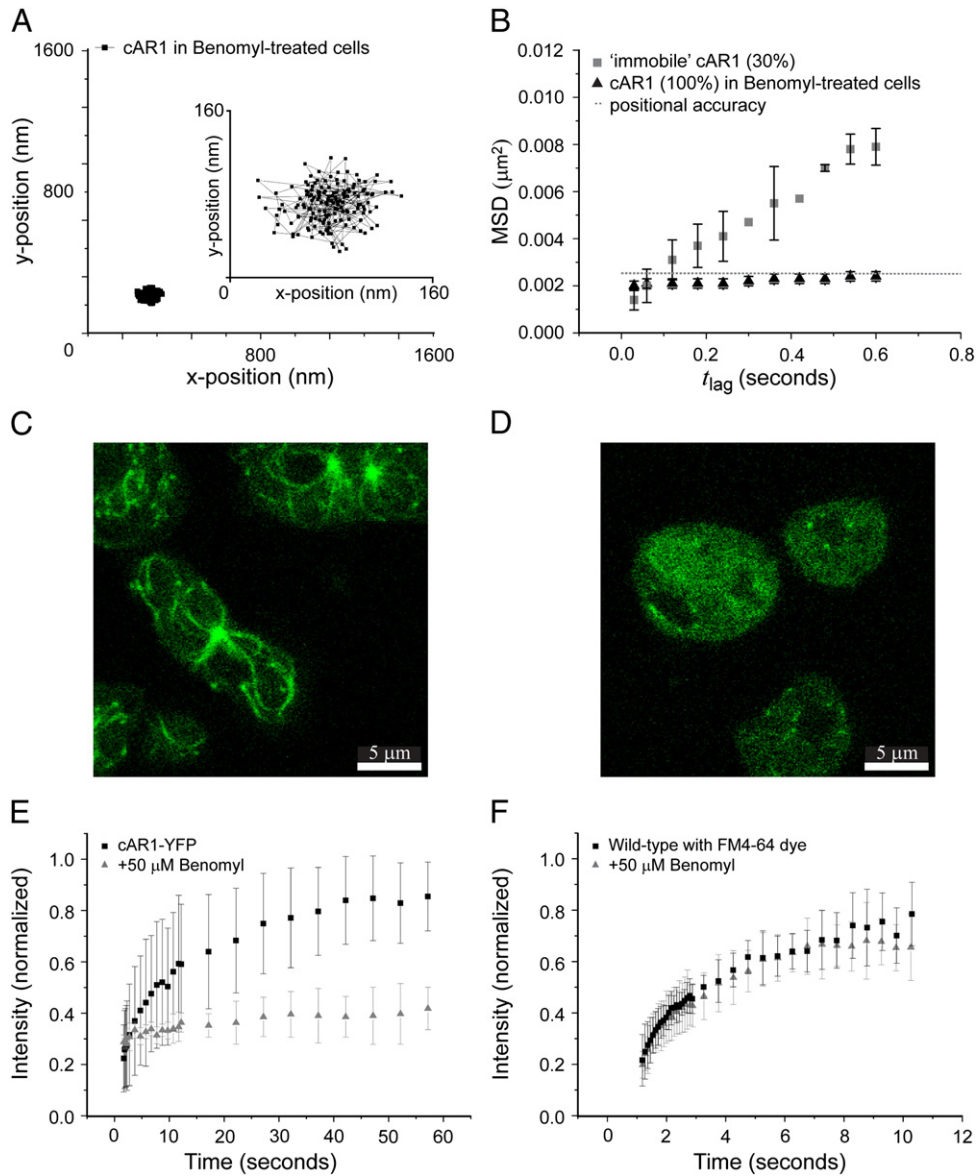 A
cAR1 in Benomyl-treated cells
1600
800
0
y-position (nm)
160
y-position (nm)
0
x-position (nm)
160
800
1600
x-position (nm)
B
0.012
0.010
0.008
0.006
0.004
0.002
0.000
MSD (μm²)
'immobile' cAR1 (30%)
cAR1 (100%) in Benomyl-treated cells
positional accuracy
0.0 0.2 0.4 0.6 0.8
tlag (seconds)
C
5 μm
D
5 μm
E
cAR1-YFP
+50 μM Benomyl
1.0
0.8
0.6
0.4
0.2
0.0
Intensity (normalized)
0 10 20 30 40 50 60
Time (seconds)
F
Wild-type with FM4-64 dye
+50 μM Benomyl
1.0
0.8
0.6
0.4
0.2
0.0
Intensity (normalized)
0 2 4 6 8 10 12
Time (seconds)